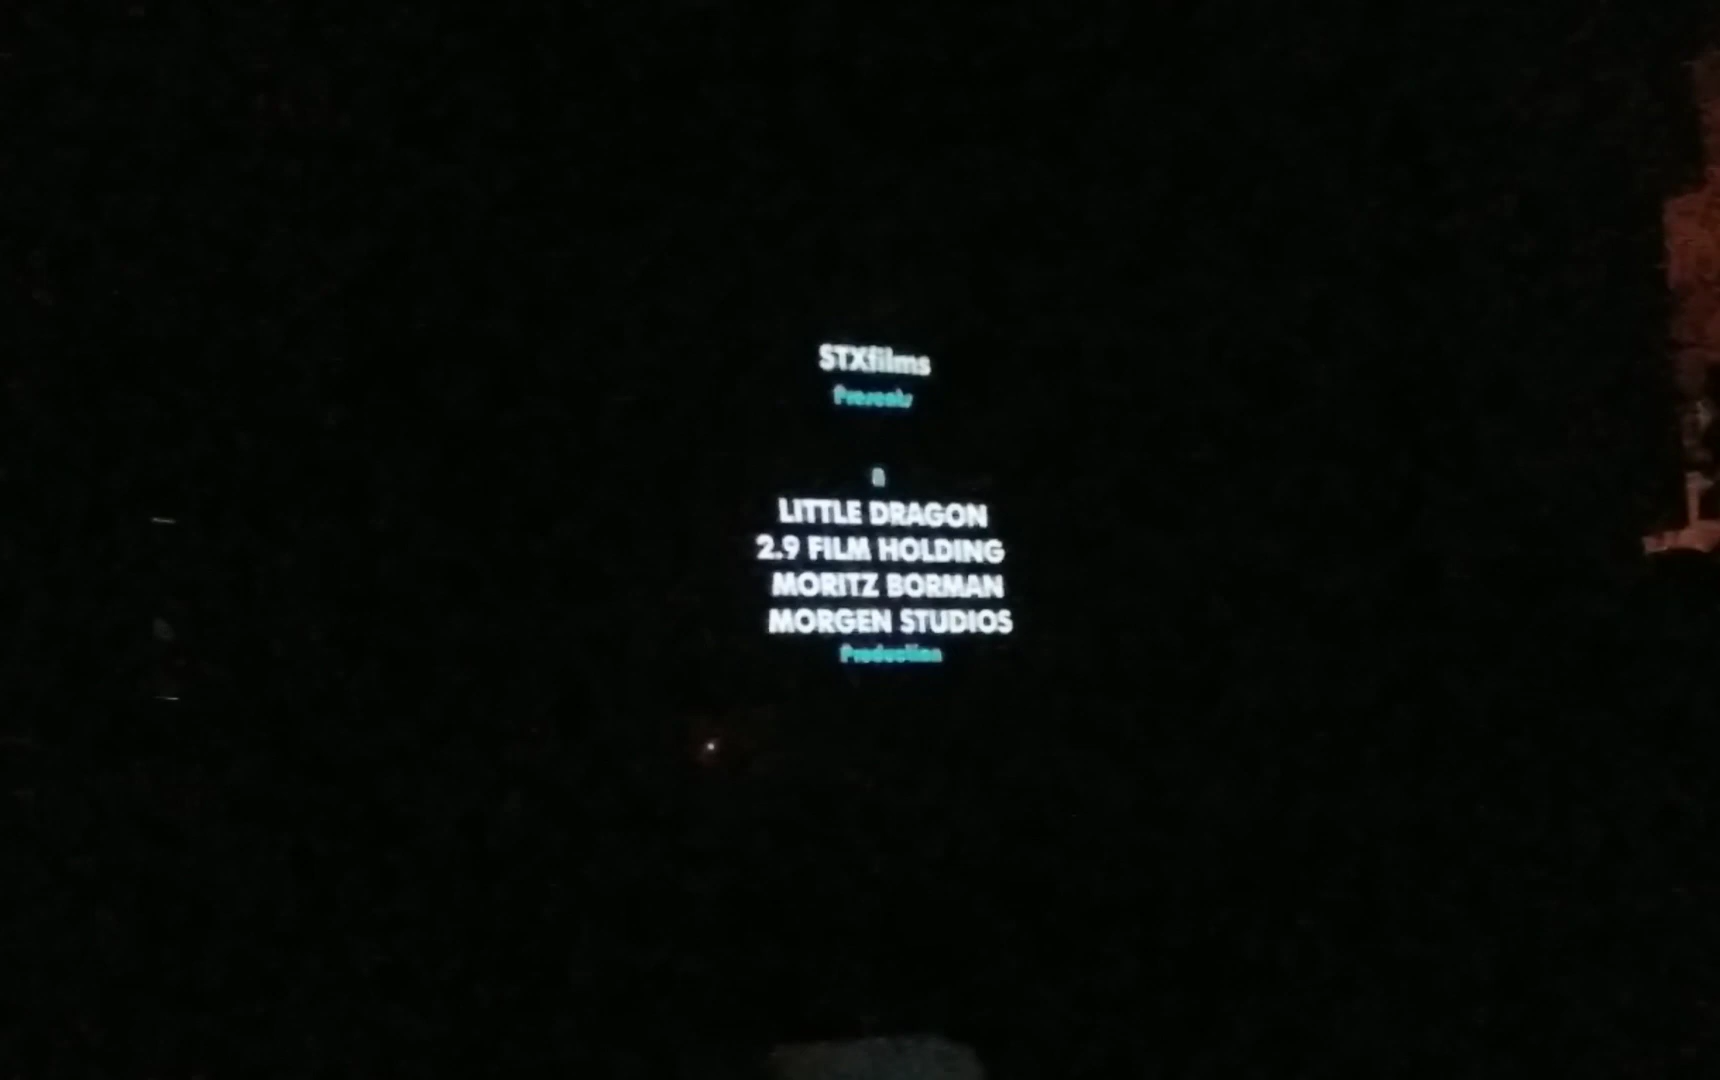 STXfilms
Presents
a
LITTLE DRAGON
2.9 FILM HOLDING
MORITZ BORMAN
MORGEN STUDIOS
Production